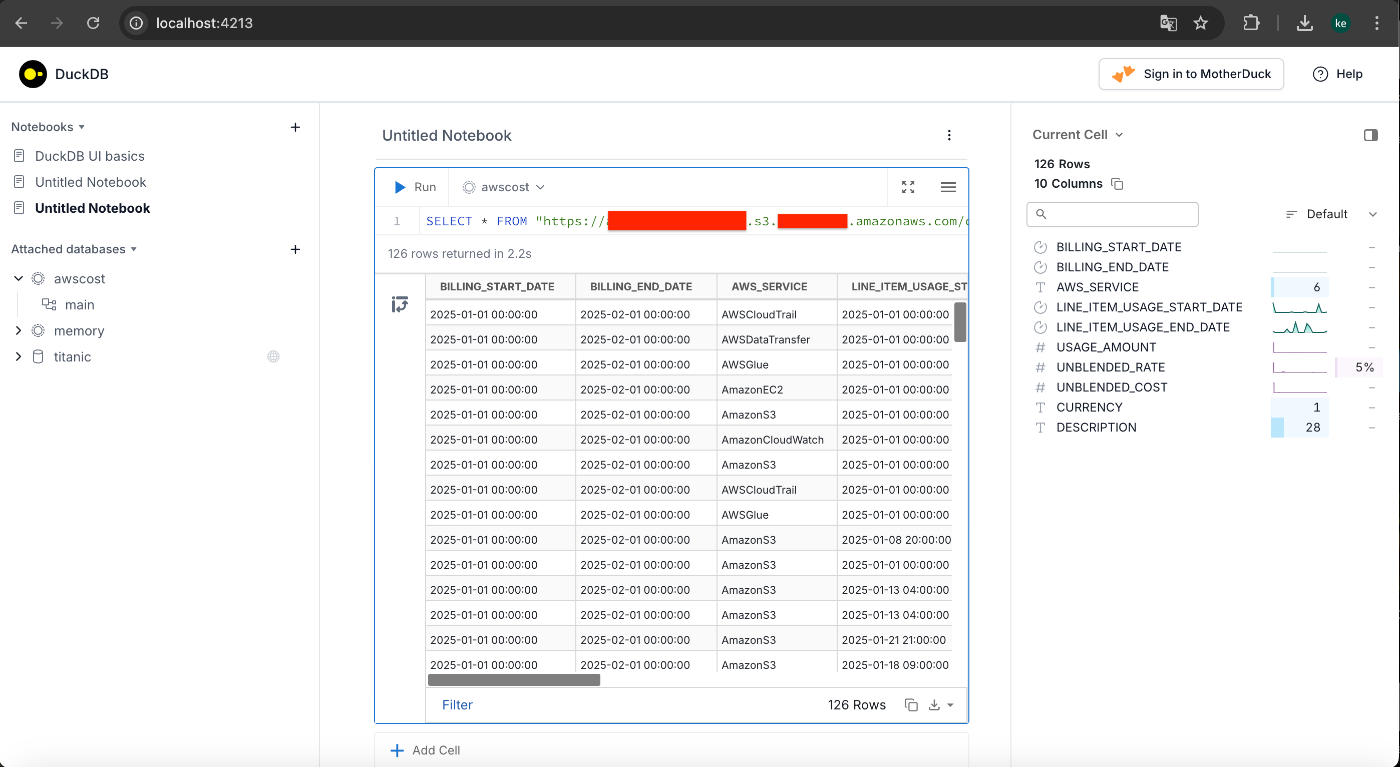 localhost:4213
ke
DuckDB
Sign in to MotherDuck
Help
Notebooks
DuckDB UI basics
Untitled Notebook
Untitled Notebook
Attached databases
awscost
main
memory
titanic
Untitled Notebook
Run
awscost
1 SELECT * FROM "https:// .s3. .amazonaws.com/
126 rows returned in 2.2s
BILLING_START_DATE BILLING_END_DATE AWS_SERVICE LINE_ITEM_USAGE_ST
2025-01-01 00:00:00 2025-02-01 00:00:00 AWSCloudTrail 2025-01-01 00:00:00
2025-01-01 00:00:00 2025-02-01 00:00:00 AWSDataTransfer 2025-01-01 00:00:00
2025-01-01 00:00:00 2025-02-01 00:00:00 AWSGlue 2025-01-01 00:00:00
2025-01-01 00:00:00 2025-02-01 00:00:00 AmazonEC2 2025-01-01 00:00:00
2025-01-01 00:00:00 2025-02-01 00:00:00 AmazonS3 2025-01-01 00:00:00
2025-01-01 00:00:00 2025-02-01 00:00:00 AmazonCloudWatch 2025-01-01 00:00:00
2025-01-01 00:00:00 2025-02-01 00:00:00 AmazonS3 2025-01-01 00:00:00
2025-01-01 00:00:00 2025-02-01 00:00:00 AWSCloudTrail 2025-01-01 00:00:00
2025-01-01 00:00:00 2025-02-01 00:00:00 AWSGlue 2025-01-01 00:00:00
2025-01-01 00:00:00 2025-02-01 00:00:00 AmazonS3 2025-01-08 20:00:00
2025-01-01 00:00:00 2025-02-01 00:00:00 AmazonS3 2025-01-01 00:00:00
2025-01-01 00:00:00 2025-02-01 00:00:00 AmazonS3 2025-01-13 04:00:00
2025-01-01 00:00:00 2025-02-01 00:00:00 AmazonS3 2025-01-13 04:00:00
2025-01-01 00:00:00 2025-02-01 00:00:00 AmazonS3 2025-01-21 21:00:00
2025-01-01 00:00:00 2025-02-01 00:00:00 AmazonS3 2025-01-18 09:00:00
Filter 126 Rows
Add Cell
Current Cell
126 Rows
10 Columns
Default
BILLING_START_DATE –
BILLING_END_DATE –
T AWS_SERVICE 6 –
LINE_ITEM_USAGE_START_DATE –
LINE_ITEM_USAGE_END_DATE –
# USAGE_AMOUNT –
# UNBLENDED_RATE 5%
# UNBLENDED_COST –
T CURRENCY 1 –
T DESCRIPTION 28 –